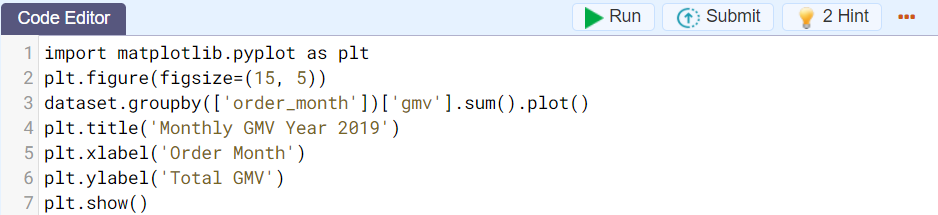 Code Editor Run Submit 2 Hint
1 import matplotlib.pyplot as plt
2 plt.figure(figsize=(15, 5))
3 dataset.groupby(['order_month'])['gmv'].sum().plot()
4 plt.title('Monthly GMV Year 2019')
5 plt.xlabel('Order Month')
6 plt.ylabel('Total GMV')
7 plt.show()